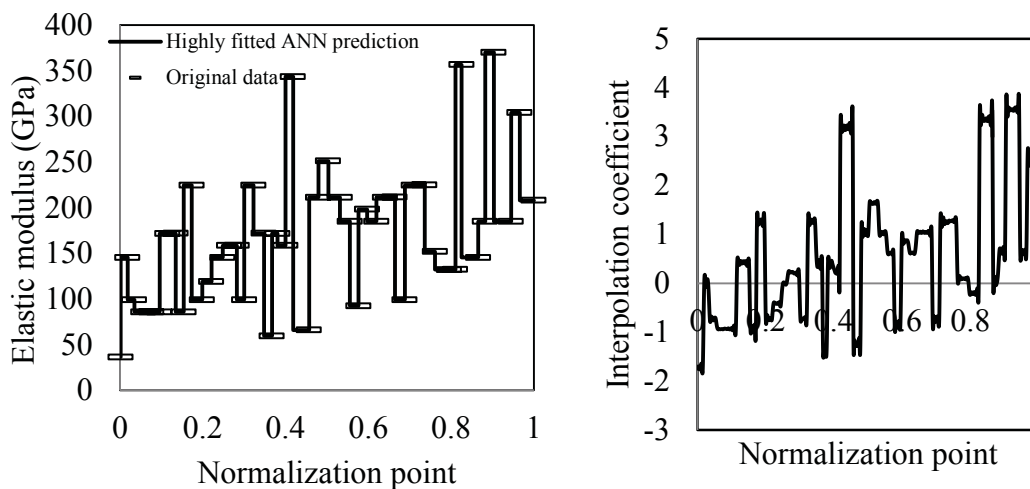 400
350
300
250
200
150
100
50
0
Elastic modulus (GPa)
Highly fitted ANN prediction
Original data
0 0.2 0.4 0.6 0.8 1
Normalization point
5
4
3
2
1
0
-1
-2
-3
Interpolation coefficient
0 0.2 0.4 0.6 0.8
Normalization point